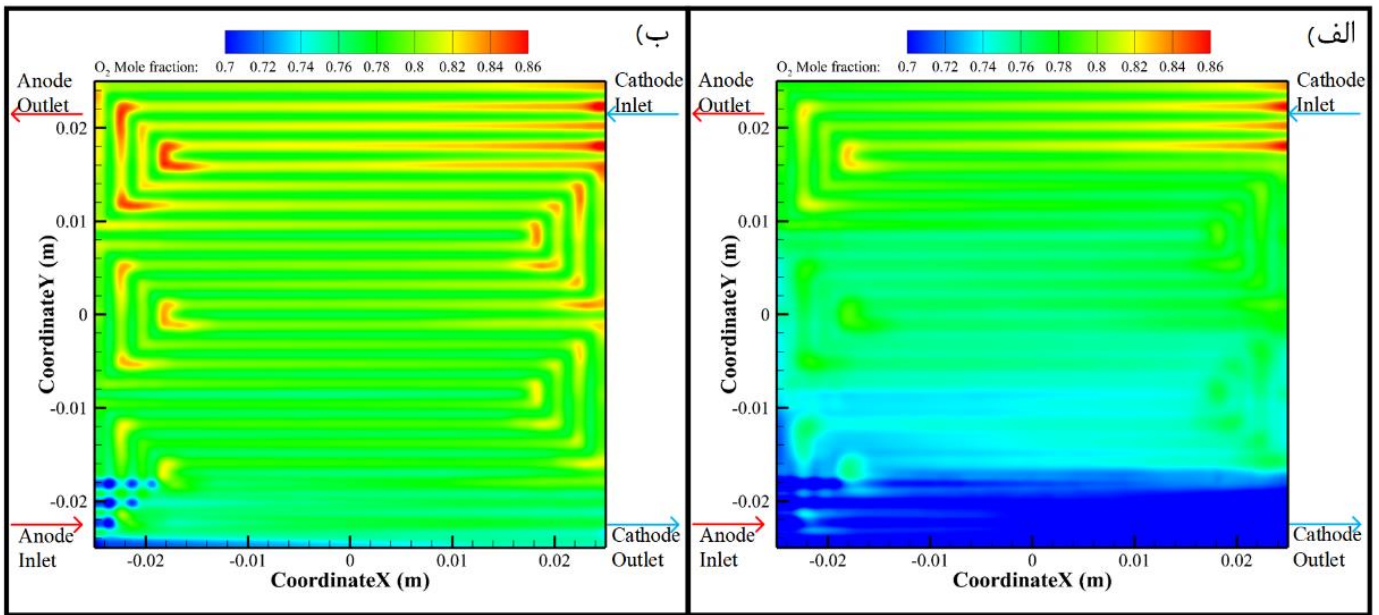 ب)
O2 Mole fraction: 0.7 0.72 0.74 0.76 0.78 0.8 0.82 0.84 0.86
Anode
Outlet
Cathode
Inlet
CoordinateY (m)
0.02
0.01
0
-0.01
-0.02
Anode
Inlet
Cathode
Outlet
-0.02 -0.01 0 0.01 0.02
CoordinateX (m)
الف)
O2 Mole fraction: 0.7 0.72 0.74 0.76 0.78 0.8 0.82 0.84 0.86
Anode
Outlet
Cathode
Inlet
CoordinateY (m)
0.02
0.01
0
-0.01
-0.02
Anode
Inlet
Cathode
Outlet
-0.02 -0.01 0 0.01 0.02
CoordinateX (m)